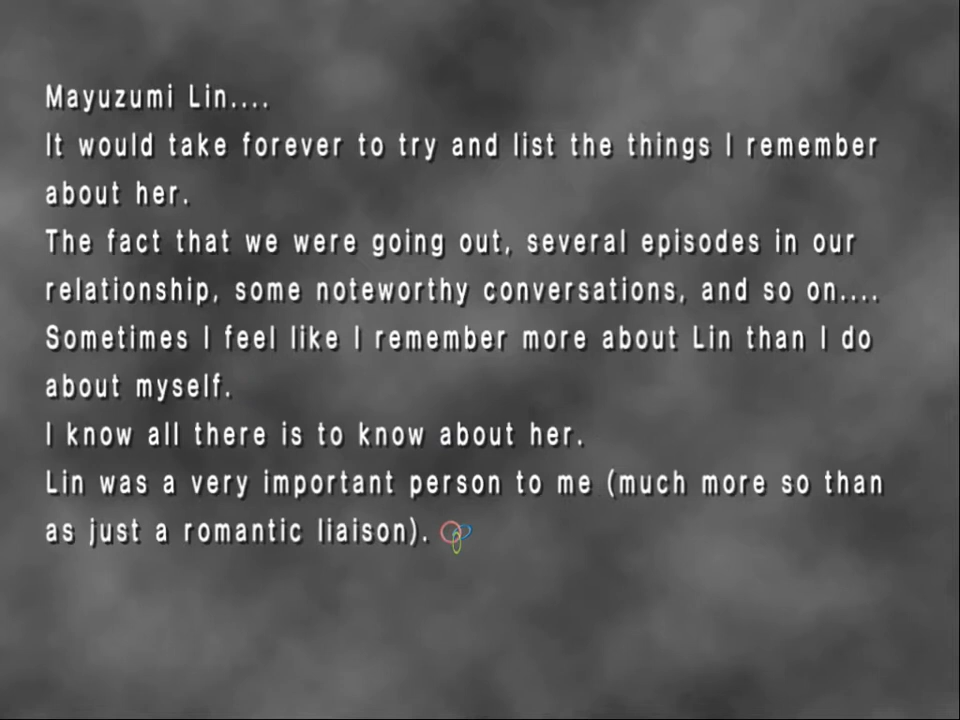 Mayuzumi Lin....
It would take forever to try and list the things I remember
about her.
The fact that we were going out, several episodes in our
relationship, some noteworthy conversations, and so on....
Sometimes I feel like I remember more about Lin than I do
about myself.
I know all there is to know about her.
Lin was a very important person to me (much more so than
as just a romantic liaison).